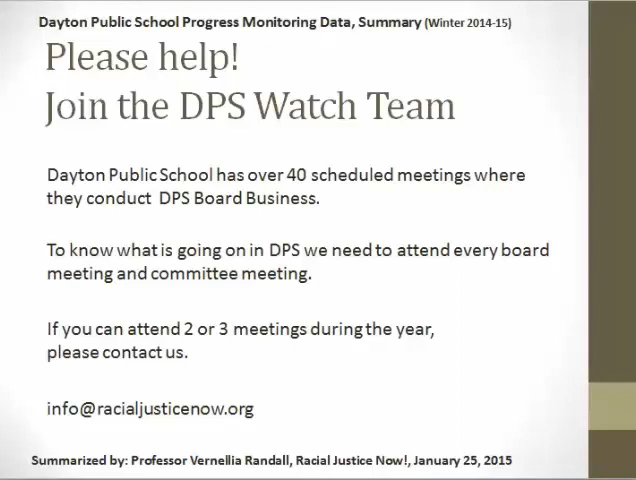 Dayton Public School Progress Monitoring Data, Summary (Winter 2014-15)
Please help!
Join the DPS Watch Team
Dayton Public School has over 40 scheduled meetings where
they conduct DPS Board Business.
To know what is going on in DPS we need to attend every board
meeting and committee meeting.
If you can attend 2 or 3 meetings during the year,
please contact us.
info@racialjusticenow.org
Summarized by: Professor Vernellia Randall, Racial Justice Now!, January 25, 2015